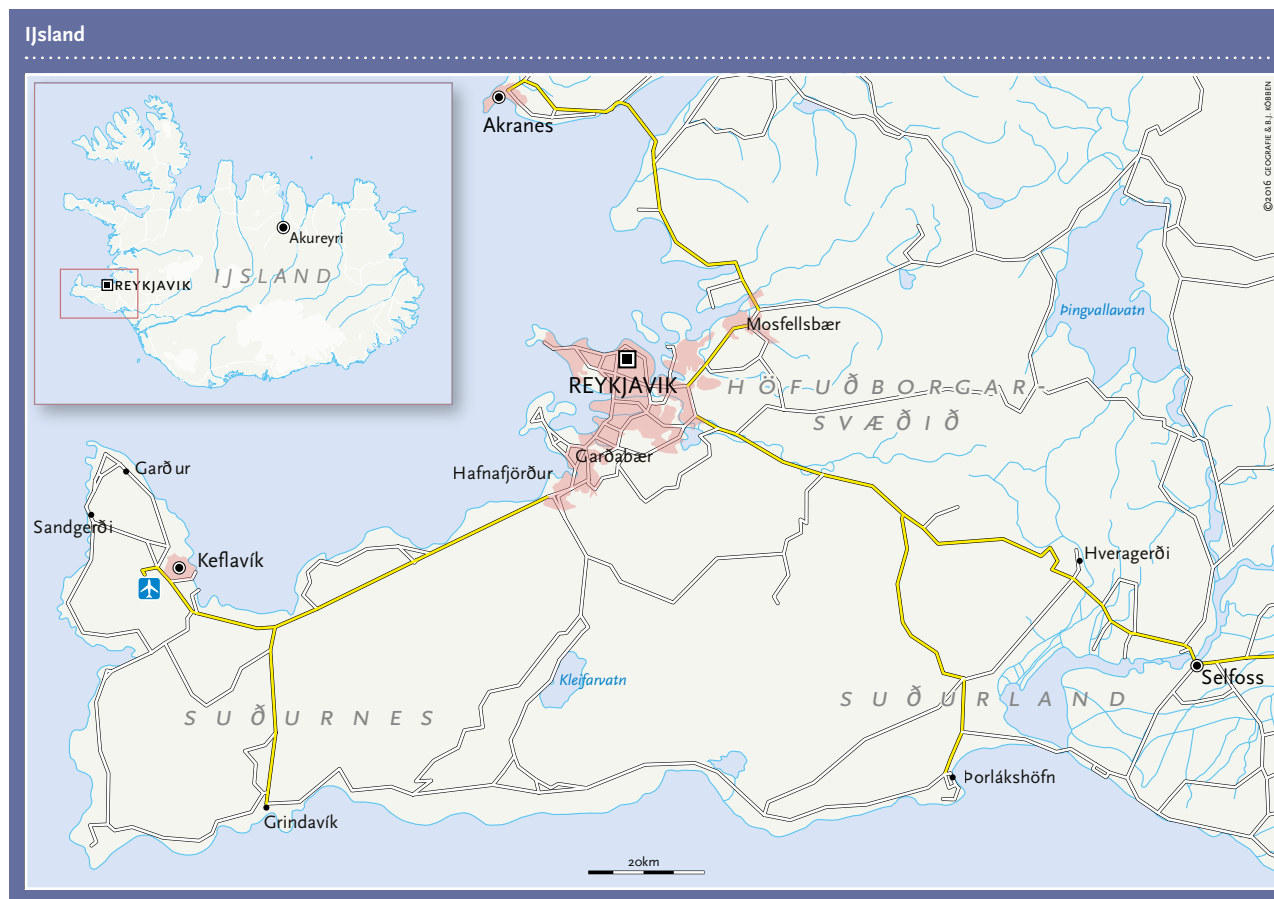 IJsland
©2016 GEOGRAFIE & B.J. KÖBBEN
Akranes
Akureyri
IJSLAND
REYKJAVIK
Þingvallavatn
Mosfellsbær
REYKJAVIK
HÖFUÐBORGAR-
SVÆÐIÐ
Garðabær
Hafnafjörður
Garður
Sandgerði
Keflavík
Hveragerði
Selfoss
Kleifarvatn
SUÐURLAND
SUÐURNES
Þorlákshöfn
Grindavík
20km